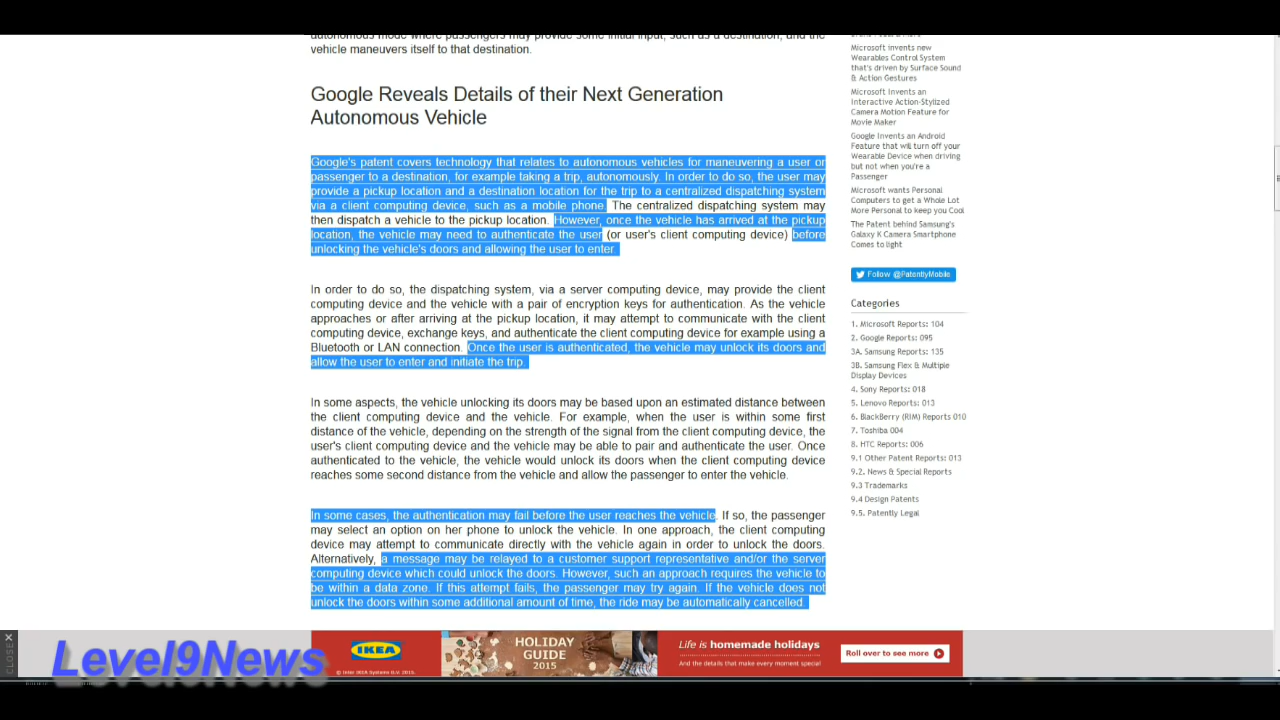 autonomous mode where passengers may provide some initial input, such as a destination, and the
vehicle maneuvers itself to that destination.
Google Reveals Details of their Next Generation
Autonomous Vehicle
Google's patent covers technology that relates to autonomous vehicles for maneuvering a user or
passenger to a destination, for example taking a trip, autonomously. In order to do so, the user may
provide a pickup location and a destination location for the trip to a centralized dispatching system
via a client computing device, such as a mobile phone. The centralized dispatching system may
then dispatch a vehicle to the pickup location. However, once the vehicle has arrived at the pickup
location, the vehicle may need to authenticate the user (or user's client computing device) before
unlocking the vehicle's doors and allowing the user to enter.
In order to do so, the dispatching system, via a server computing device, may provide the client
computing device and the vehicle with a pair of encryption keys for authentication. As the vehicle
approaches or after arriving at the pickup location, it may attempt to communicate with the client
computing device, exchange keys, and authenticate the client computing device for example using a
Bluetooth or LAN connection. Once the user is authenticated, the vehicle may unlock its doors and
allow the user to enter and initiate the trip.
In some aspects, the vehicle unlocking its doors may be based upon an estimated distance between
the client computing device and the vehicle. For example, when the user is within some first
distance of the vehicle, depending on the strength of the signal from the client computing device, the
user's client computing device and the vehicle may be able to pair and authenticate the user. Once
authenticated to the vehicle, the vehicle would unlock its doors when the client computing device
reaches some second distance from the vehicle and allow the passenger to enter the vehicle.
In some cases, the authentication may fail before the user reaches the vehicle. If so, the passenger
may select an option on her phone to unlock the vehicle. In one approach, the client computing
device may attempt to communicate directly with the vehicle again in order to unlock the doors.
Alternatively, a message may be relayed to a customer support representative and/or the server
computing device which could unlock the doors. However, such an approach requires the vehicle to
be within a data zone. If this attempt fails, the passenger may try again. If the vehicle does not
unlock the doors within some additional amount of time, the ride may be automatically cancelled.
Microsoft invents new
Wearables Control System
that's driven by Surface Sound
& Action Gestures
Microsoft Invents an
Interactive Action-Stylized
Camera Motion Feature for
Movie Maker
Google Invents an Android
Feature that will turn off your
Wearable Device when driving
but not when you're a
Passenger
Microsoft wants Personal
Computers to get a Whole Lot
More Personal to keep you Cool
The Patent behind Samsung's
Galaxy K Camera Smartphone
Comes to light
Follow @PatentlyMobile
Categories
1. Microsoft Reports: 104
2. Google Reports: 095
3A. Samsung Reports: 135
3B. Samsung Flex & Multiple
Display Devices
4. Sony Reports: 018
5. Lenovo Reports: 013
6. BlackBerry (RIM) Reports 010
7. Toshiba 004
8. HTC Reports: 006
9.1 Other Patent Reports: 013
9.2. News & Special Reports
9.3 Trademarks
9.4 Design Patents
9.5. Patently Legal
CLOSE
Level9News
IKEA
© Inter IKEA Systems B.V. 2015.
HOLIDAY
GUIDE
2015
Life is homemade holidays
And the details that make every moment special
Roll over to see more